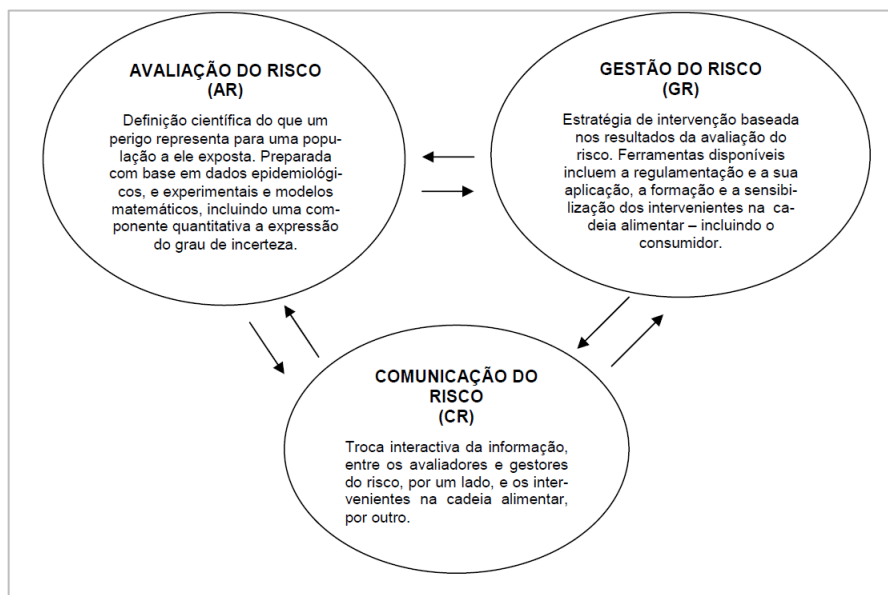 AVALIAÇÃO DO RISCO
(AR)
Definição científica do que um
perigo representa para uma popu-
lação a ele exposta. Preparada
com base em dados epidemiológi-
cos, e experimentais e modelos
matemáticos, incluindo uma com-
ponente quantitativa a expressão
do grau de incerteza.
GESTÃO DO RISCO
(GR)
Estratégia de intervenção baseada
nos resultados da avaliação do
risco. Ferramentas disponíveis
incluem a regulamentação e a sua
aplicação, a formação e a sensibi-
lização dos intervenientes na ca-
deia alimentar – incluindo o
consumidor.
COMUNICAÇÃO DO
RISCO
(CR)
Troca interactiva da informação,
entre os avaliadores e gestores
do risco, por um lado, e os inter-
venientes na cadeia alimentar,
por outro.